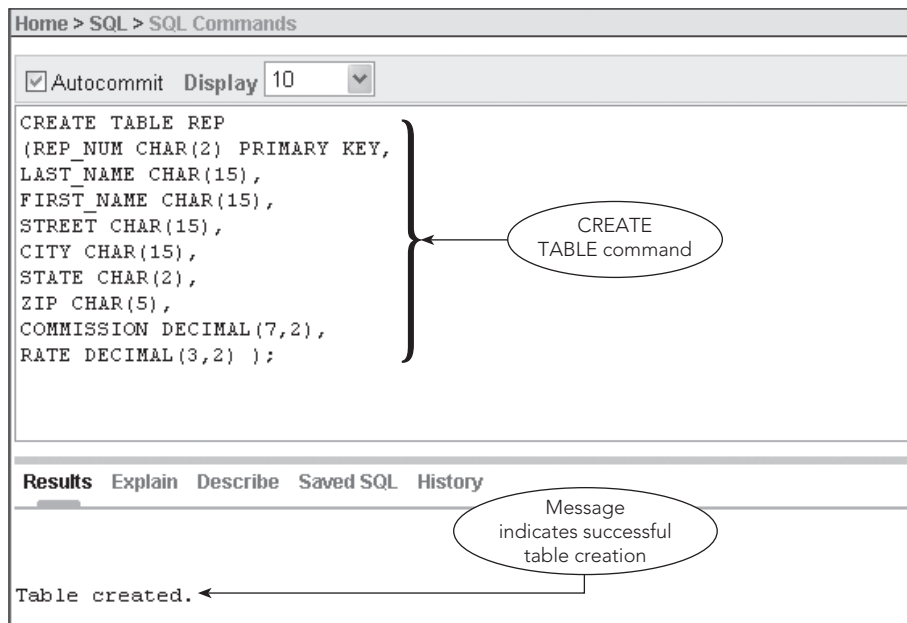 Home > SQL > SQL Commands
Autocommit Display 10
CREATE TABLE REP
(REP_NUM CHAR(2) PRIMARY KEY,
LAST_NAME CHAR(15),
FIRST_NAME CHAR(15),
STREET CHAR(15),
CITY CHAR(15),
STATE CHAR(2),
ZIP CHAR(5),
COMMISSION DECIMAL(7,2),
RATE DECIMAL(3,2) );
CREATE
TABLE command
Results Explain Describe Saved SQL History
Message
indicates successful
table creation
Table created.